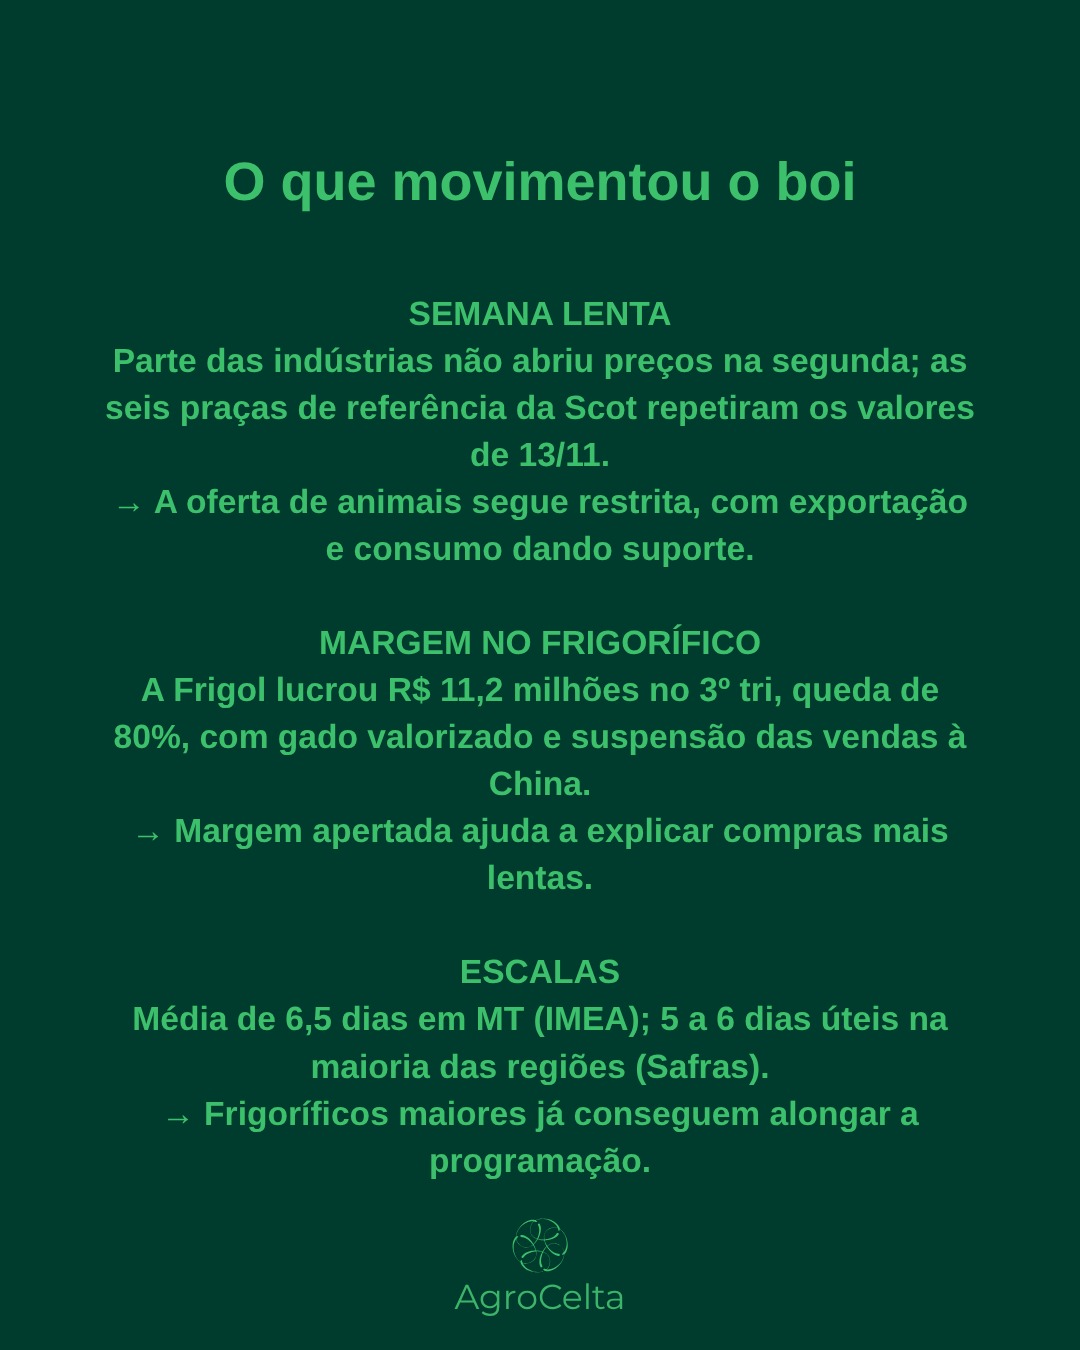 O que movimentou o boi
SEMANA LENTA
Parte das indústrias não abriu preços na segunda; as
seis praças de referência da Scot repetiram os valores
de 13/11.
→ A oferta de animais segue restrita, com exportação
e consumo dando suporte.
MARGEM NO FRIGORÍFICO
A Frigol lucrou R$ 11,2 milhões no 3º tri, queda de
80%, com gado valorizado e suspensão das vendas à
China.
→ Margem apertada ajuda a explicar compras mais
lentas.
ESCALAS
Média de 6,5 dias em MT (IMEA); 5 a 6 dias úteis na
maioria das regiões (Safras).
→ Frigoríficos maiores já conseguem alongar a
programação.
AgroCelta